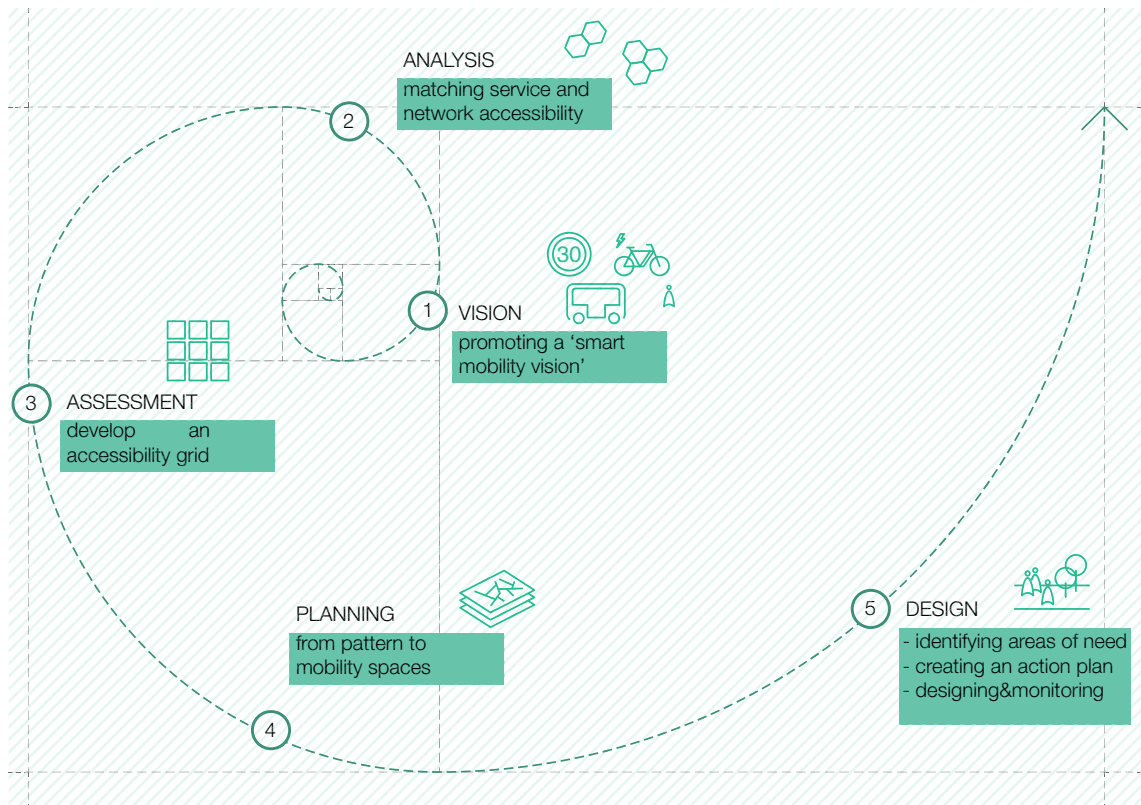 ANALYSIS
matching service and
network accessibility
2
30
1
VISION
promoting a ‘smart
mobility vision’
3
ASSESSMENT
develop an
accessibility grid
PLANNING
from pattern to
mobility spaces
4
5
DESIGN
- identifying areas of need
- creating an action plan
- designing&monitoring